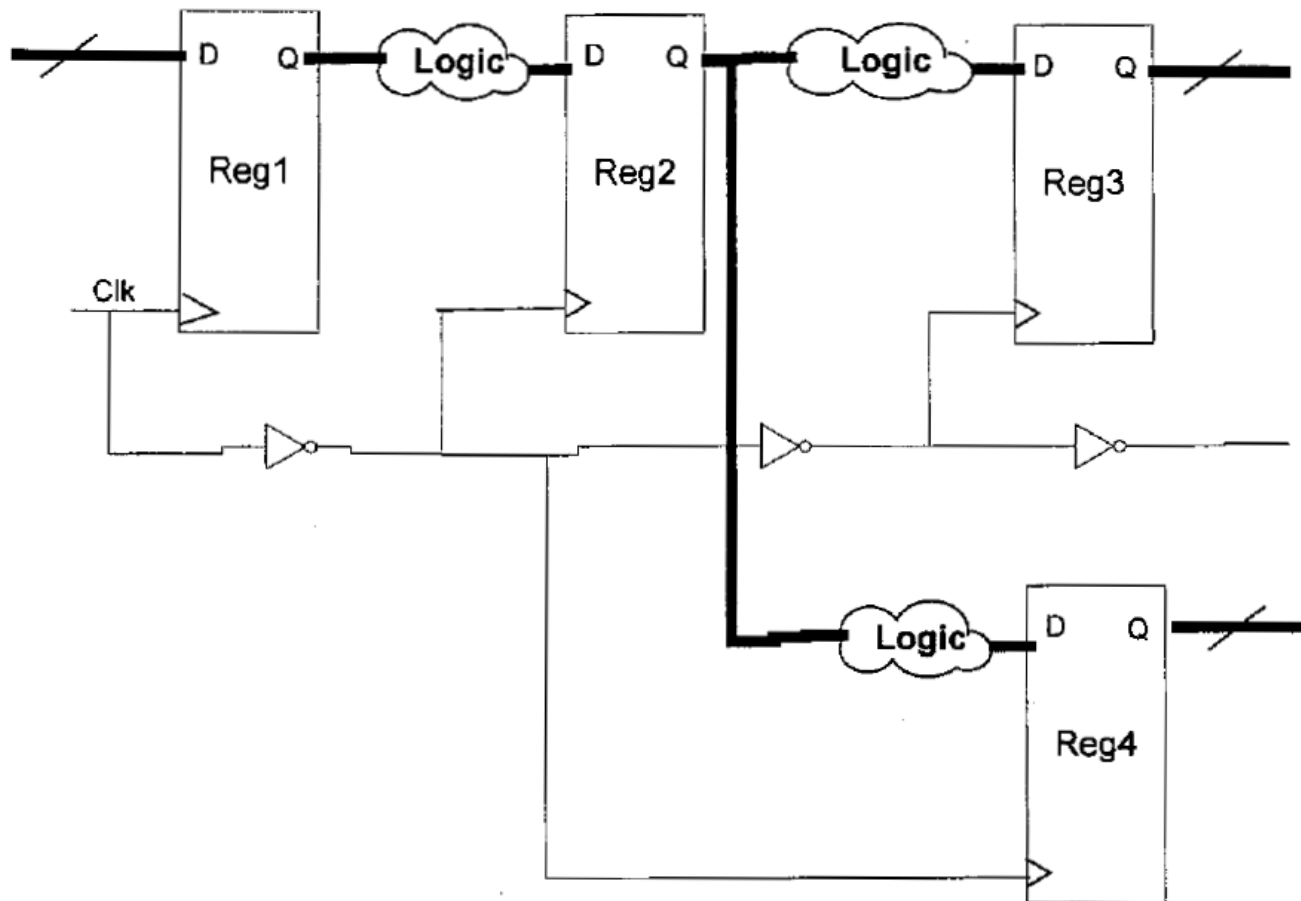 D Q Logic D Q Logic D Q
Reg1 Reg2 Reg3
Clk
Logic D Q
Reg4